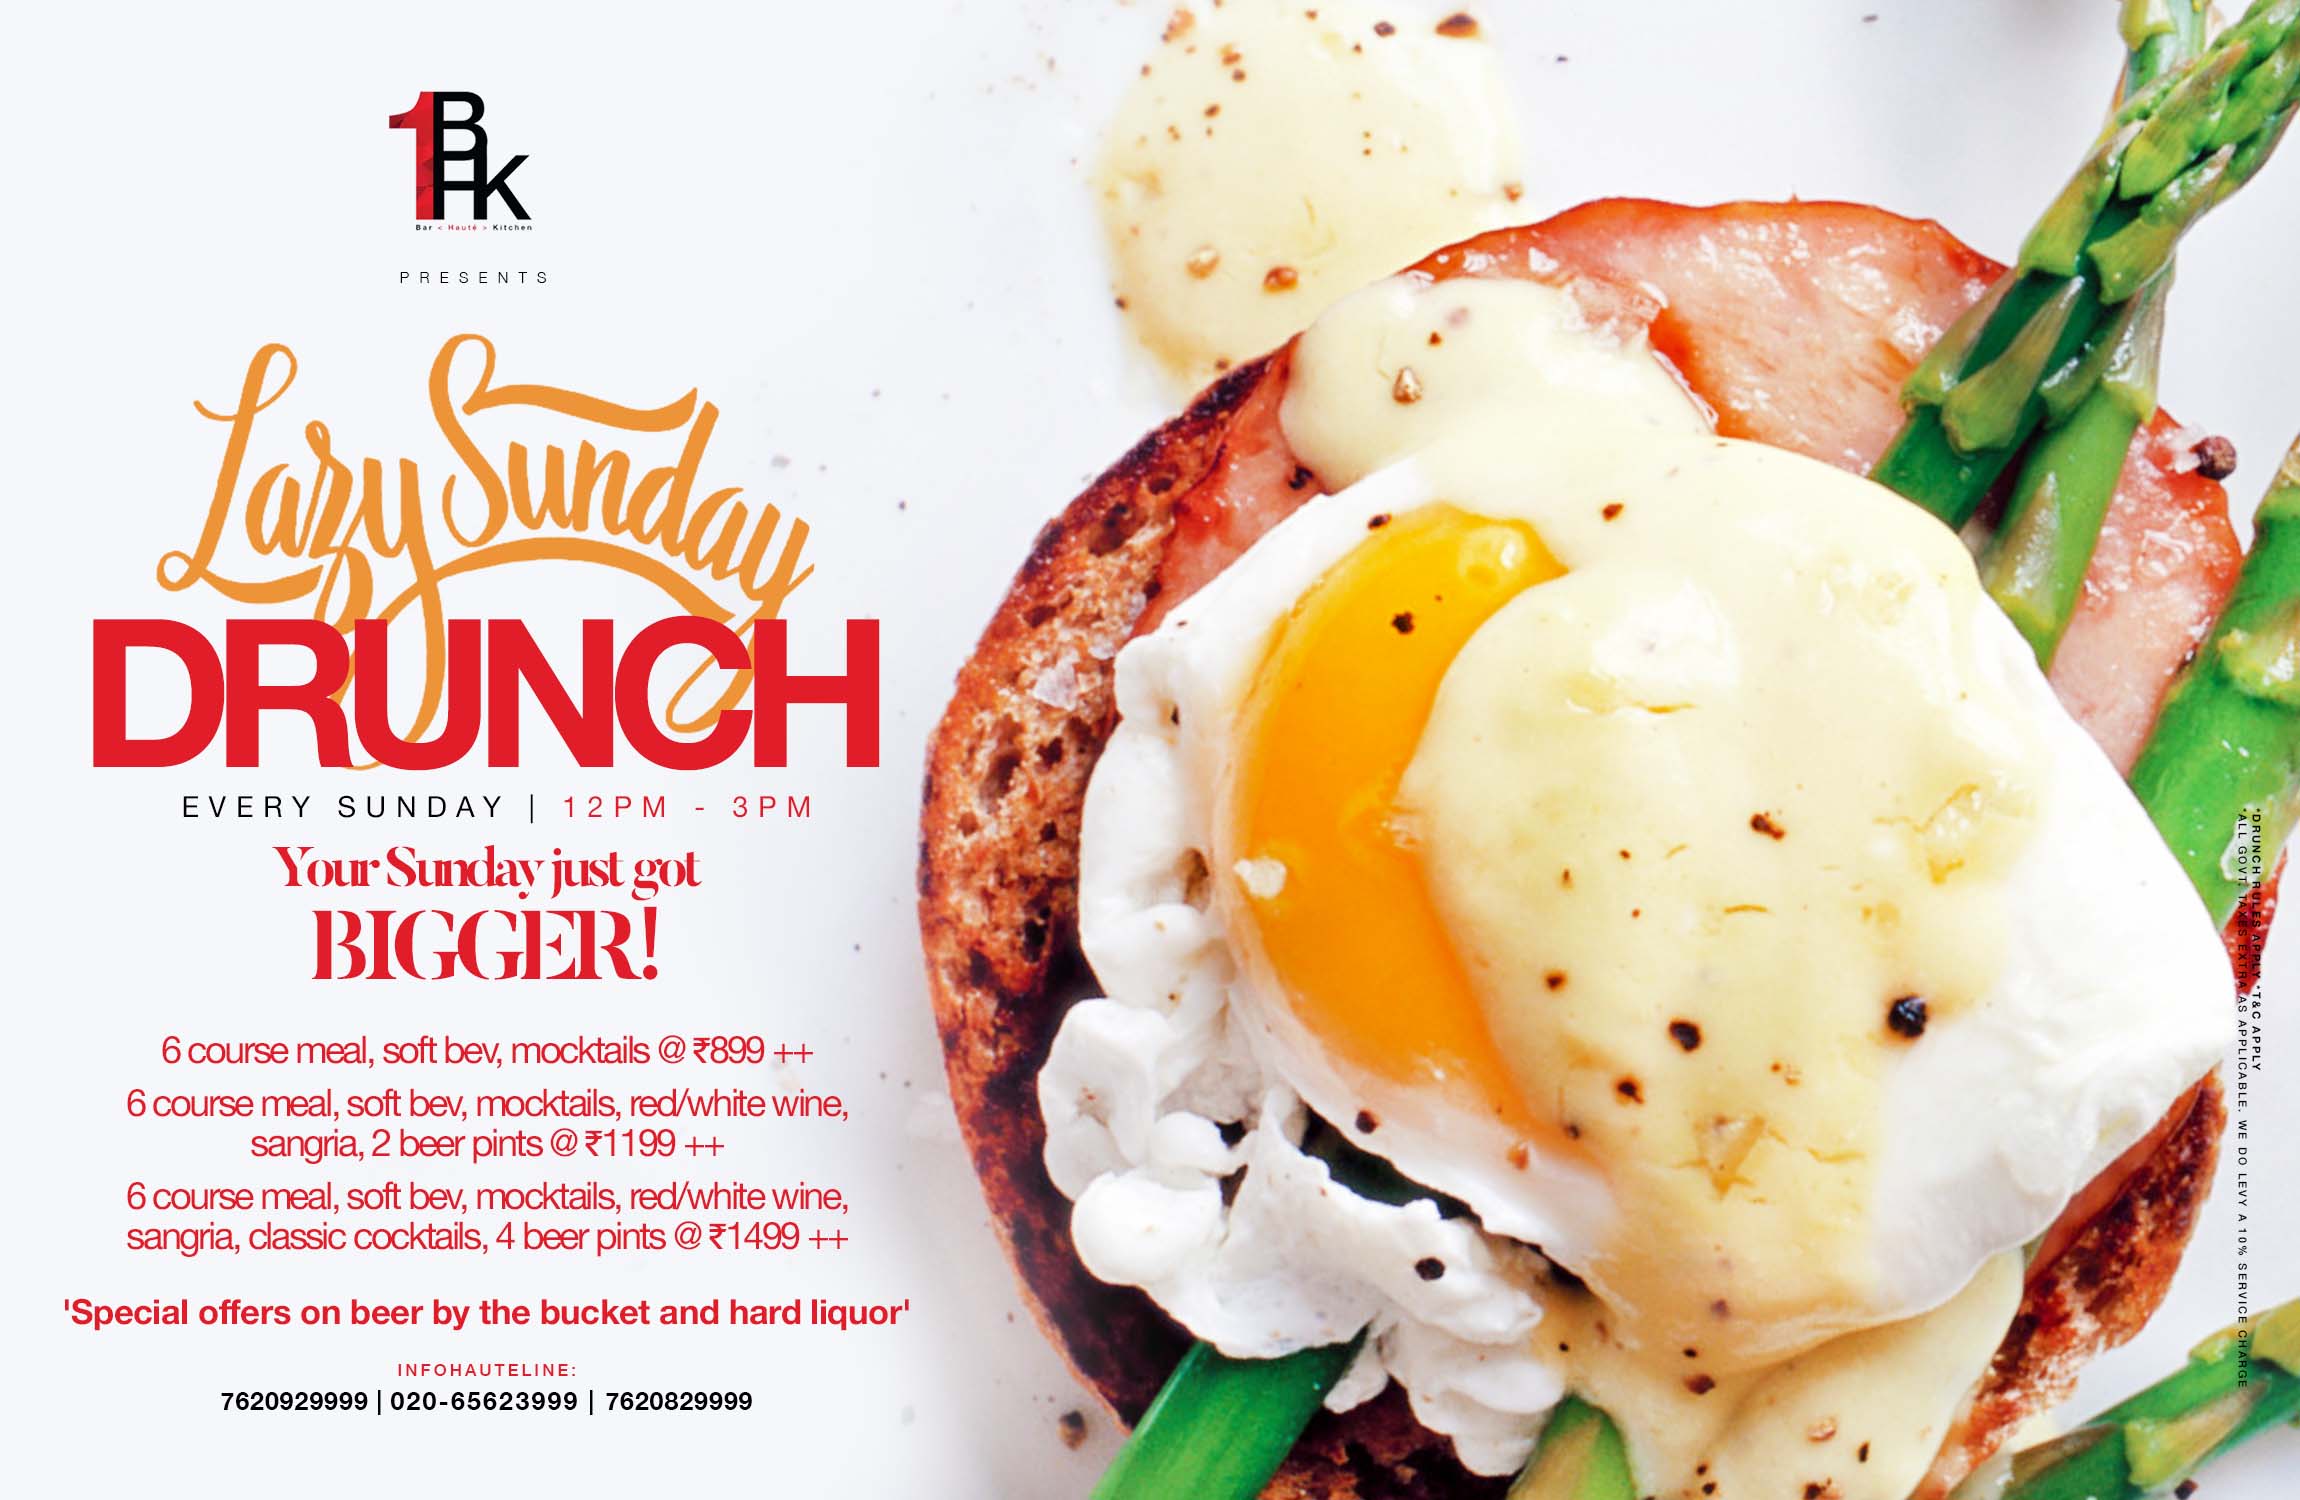 1BHK
Bar < Hauté > Kitchen
PRESENTS
Lazy Sunday
DRUNCH
EVERY SUNDAY | 12PM - 3PM
Your Sunday just got
BIGGER!
6 course meal, soft bev, mocktails @ ₹899 ++
6 course meal, soft bev, mocktails, red/white wine,
sangria, 2 beer pints @ ₹1199 ++
6 course meal, soft bev, mocktails, red/white wine,
sangria, classic cocktails, 4 beer pints @ ₹1499 ++
'Special offers on beer by the bucket and hard liquor'
INFOHAUTELINE:
7620929999 | 020-65623999 | 7620829999
*DRUNCH RULES APPLY *T&C APPLY
*ALL GOVT. TAXES EXTRA AS APPLICABLE. WE DO LEVY A 10% SERVICE CHARGE